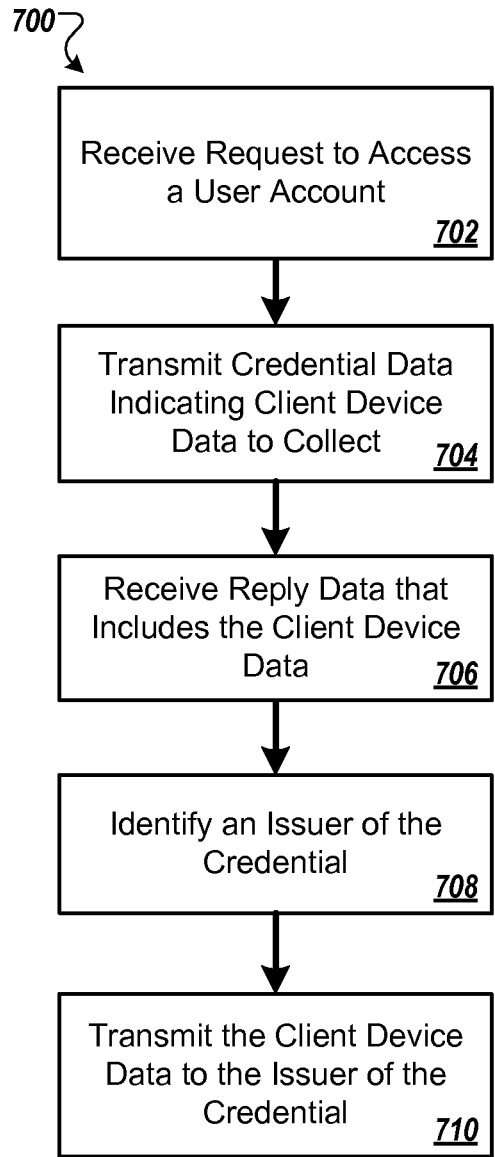 700
Receive Request to Access
a User Account
702
Transmit Credential Data
Indicating Client Device
Data to Collect
704
Receive Reply Data that
Includes the Client Device
Data
706
Identify an Issuer of the
Credential
708
Transmit the Client Device
Data to the Issuer of the
Credential
710